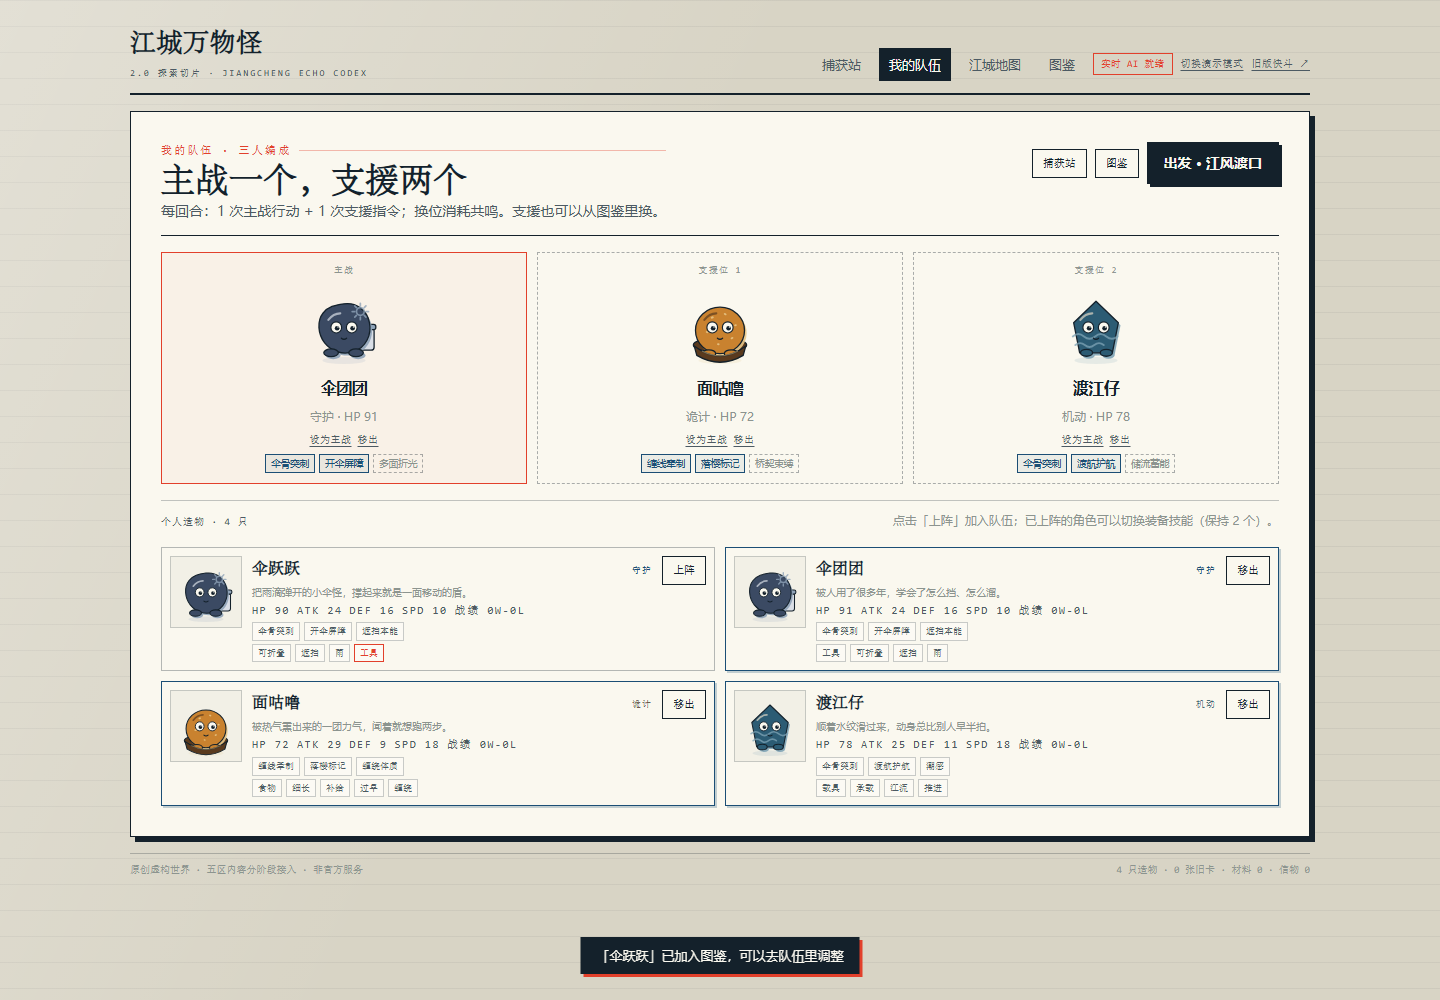 江城万物怪
2.0 探索切片 · JIANGCHENG ECHO CODEX
捕获站 我的队伍 江城地图 图鉴 实时 AI 就绪 切换演示模式 旧版快斗 ↗
我的队伍 · 三人编成
主战一个，支援两个
每回合：1 次主战行动 + 1 次支援指令；换位消耗共鸣。支援也可以从图鉴里换。
捕获站 图鉴 出发 · 江风渡口
主战
伞团团
守护 · HP 91
设为主战 移出
伞骨突刺 开伞屏障 多面折光
支援位 1
面咕噜
诡计 · HP 72
设为主战 移出
缠线牵制 落樱标记 桥契束缚
支援位 2
渡江仔
机动 · HP 78
设为主战 移出
伞骨突刺 渡航护航 储流蓄能
个人造物 · 4 只
点击「上阵」加入队伍；已上阵的角色可以切换装备技能（保持 2 个）。
伞跃跃 守护 上阵
把雨滴弹开的小伞怪，撑起来就是一面移动的盾。
HP 90 ATK 24 DEF 16 SPD 10 战绩 0W-0L
伞骨突刺 开伞屏障 遮挡本能
可折叠 遮挡 雨 工具
伞团团 守护 移出
被人用了很多年，学会了怎么挡、怎么溜。
HP 91 ATK 24 DEF 16 SPD 10 战绩 0W-0L
伞骨突刺 开伞屏障 遮挡本能
工具 可折叠 遮挡 雨
面咕噜 诡计 移出
被热气熏出来的一团力气，闻着就想跑两步。
HP 72 ATK 29 DEF 9 SPD 18 战绩 0W-0L
缠线牵制 落樱标记 缠绕体质
食物 细长 补给 过早 缠绕
渡江仔 机动 移出
顺着水纹滑过来，动身总比别人早半拍。
HP 78 ATK 25 DEF 11 SPD 18 战绩 0W-0L
伞骨突刺 渡航护航 潮感
载具 承载 江流 推进
原创虚构世界 · 五区内容分阶段接入 · 非官方服务
4 只造物 · 0 张旧卡 · 材料 0 · 信物 0
「伞跃跃」已加入图鉴，可以去队伍里调整